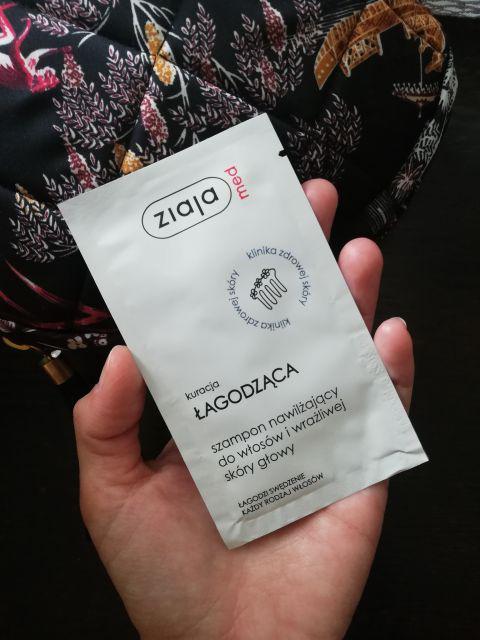 ziaja
med
klinika zdrowej skóry
klinika zdrowej skóry
kuracja
ŁAGODZĄCA
szampon nawilżający
do włosów i wrażliwej
skóry głowy
ŁAGODZI SWĘDZENIE
KAŻDY RODZAJ WŁOSÓW